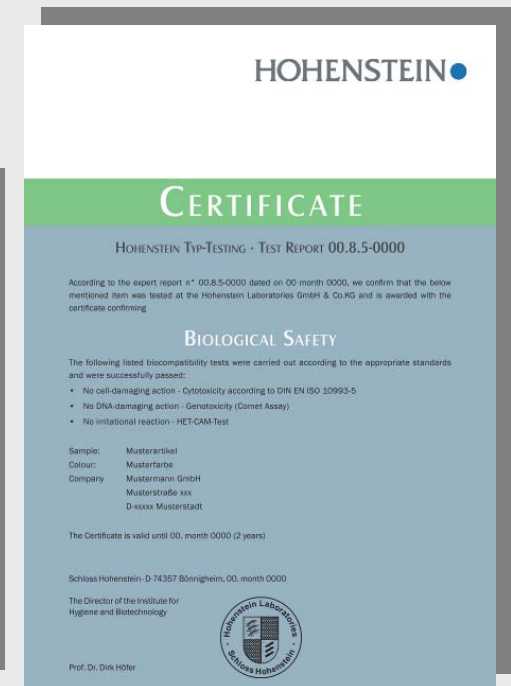 HOHENSTEIN
CERTIFICATE
HOHENSTEIN TYP-TESTING · TEST REPORT 00.8.5-0000
According to the expert report n° 00.8.5-0000 dated on 00 month 0000, we confirm that the below
mentioned item was tested at the Hohenstein Laboratories GmbH & Co.KG and is awarded with the
certificate confirming
BIOLOGICAL SAFETY
The following listed biocompatibility tests were carried out according to the appropriate standards
and were successfully passed:
• No cell-damaging action - Cytotoxicity according to DIN EN ISO 10993-5
• No DNA-damaging action - Genotoxicity (Comet Assay)
• No irritational reaction - HET-CAM-Test
Sample: Musterartikel
Colour: Musterfarbe
Company Mustermann GmbH
Musterstraße xxx
D-xxxxx Musterstadt
The Certificate is valid until 00. month 0000 (2 years)
Schloss Hohenstein · D-74357 Bönnigheim, 00. month 0000
The Director of the Institute for
Hygiene and Biotechnology
Hohenstein Laboratories
Schloss Hohenstein
Prof. Dr. Dirk Höfer